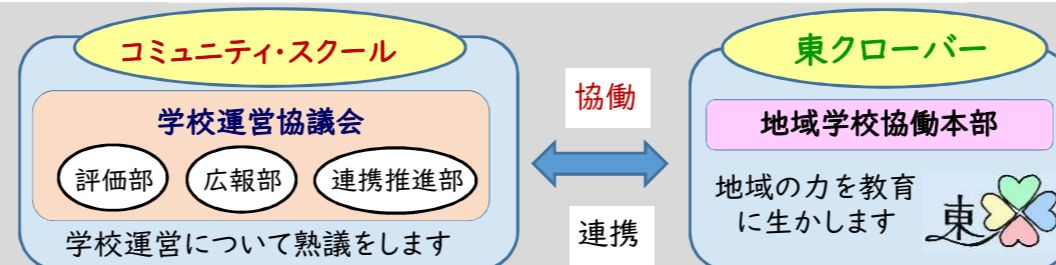 コミュニティ・スクール
学校運営協議会
評価部 広報部 連携推進部
学校運営について熟議をします
協働
連携
東クローバー
地域学校協働本部
地域の力を教育
に生かします
東